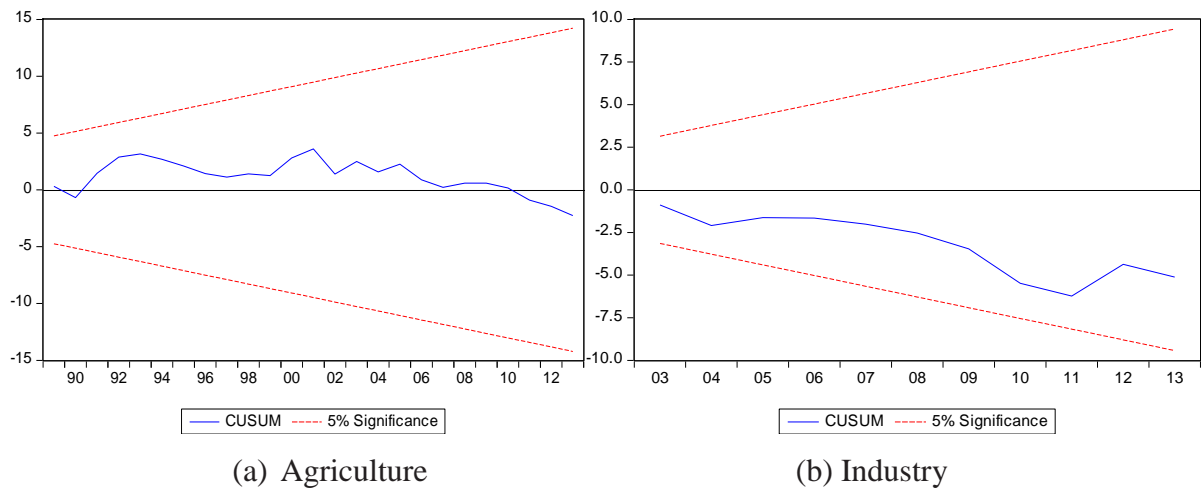 15
10
5
0
-5
-10
-15
90 92 94 96 98 00 02 04 06 08 10 12
CUSUM 5% Significance
(a) Agriculture
10.0
7.5
5.0
2.5
0.0
-2.5
-5.0
-7.5
-10.0
03 04 05 06 07 08 09 10 11 12 13
CUSUM 5% Significance
(b) Industry